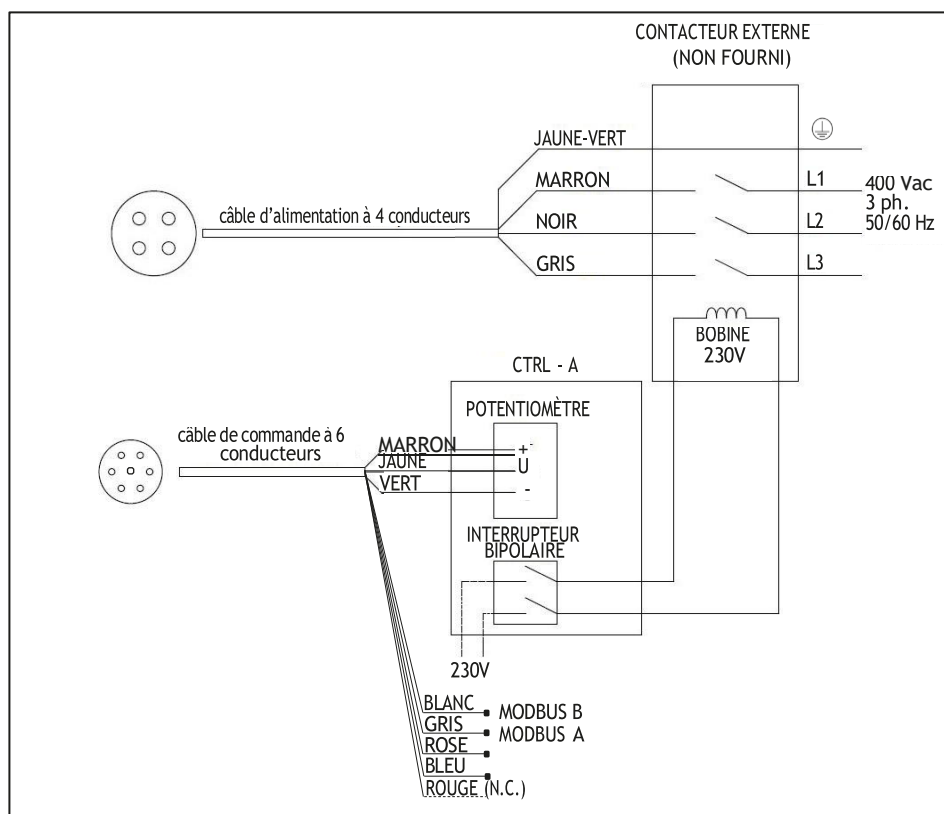 CONTACTEUR EXTERNE
(NON FOURNI)
JAUNE-VERT
MARRON
L1
400 Vac
3 ph.
50/60 Hz
câble d'alimentation à 4 conducteurs
NOIR
L2
GRIS
L3
BOBINE
230V
CTRL - A
POTENTIOMÈTRE
câble de commande à 6
conducteurs
MARRON
+
JAUNE
U
VERT
-
INTERRUPTEUR
BIPOLAIRE
230V
BLANC
MODBUS B
GRIS
MODBUS A
ROSE
BLEU
ROUGE (N.C.)